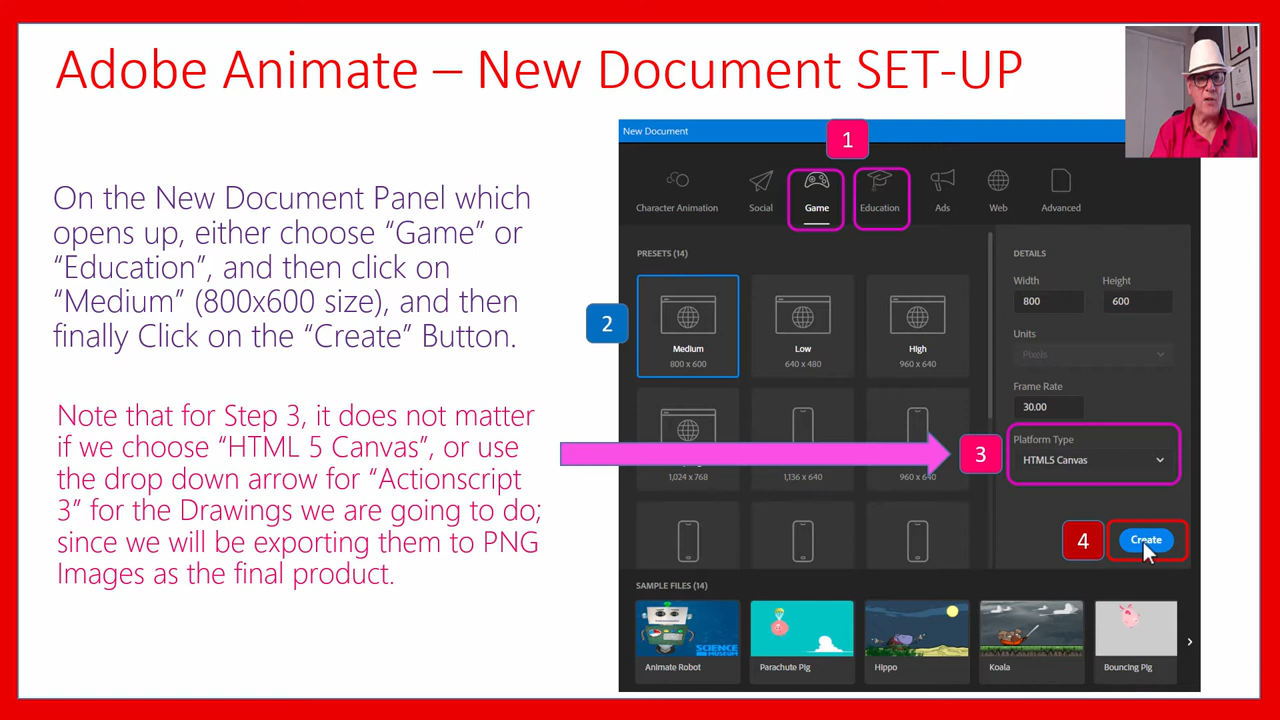 Adobe Animate – New Document SET-UP
On the New Document Panel which
opens up, either choose “Game” or
“Education”, and then click on
“Medium” (800x600 size), and then
finally Click on the “Create” Button.
Note that for Step 3, it does not matter
if we choose “HTML 5 Canvas”, or use
the drop down arrow for “Actionscript
3” for the Drawings we are going to do;
since we will be exporting them to PNG
Images as the final product.
New Document
1
Character Animation
Social
Game
Education
Ads
Web
Advanced
PRESETS (14)
2
Medium
800 x 600
Low
640 x 480
High
960 x 640
1,024 x 768
1,136 x 640
960 x 640
DETAILS
Width
Height
800
600
Units
Pixels
Frame Rate
30.00
3
Platform Type
HTML5 Canvas
4
Create
SAMPLE FILES (14)
SCIENCE
MUSEUM
Animate Robot
Parachute Pig
Hippo
Koala
Bouncing Pig